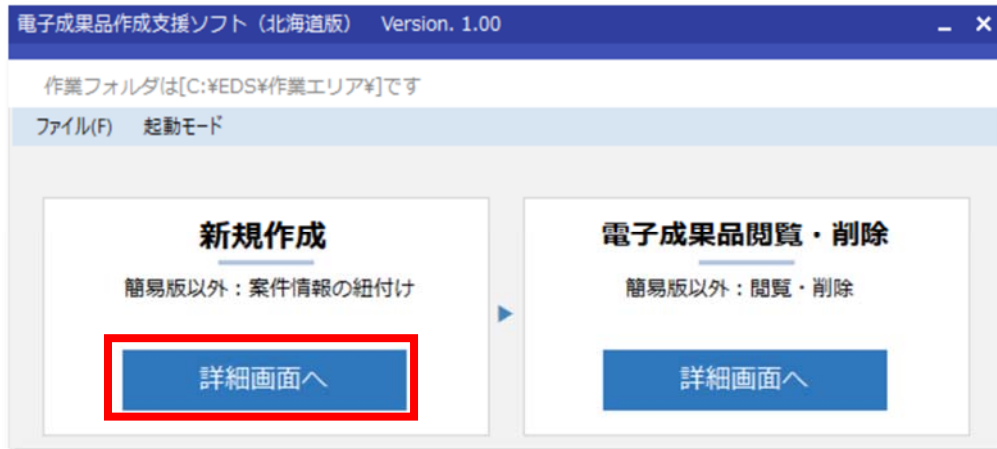 電子成果品作成支援ソフト（北海道版） Version. 1.00
作業フォルダは[C:¥EDS¥作業エリア¥]です
ファイル(F) 起動モード
新規作成
簡易版以外：案件情報の紐付け
詳細画面へ
電子成果品閲覧・削除
簡易版以外：閲覧・削除
詳細画面へ